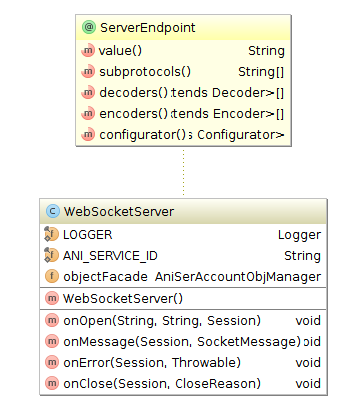 ServerEndpoint
value() String
subprotocols() String[]
decoders() :tends Decoder>[]
encoders() :tends Encoder>[]
configurator() s Configurator>
WebSocketServer
LOGGER Logger
ANI_SERVICE_ID String
objectFacade AniSerAccountObjManager
WebSocketServer()
onOpen(String, String, Session) void
onMessage(Session, SocketMessage) oid
onError(Session, Throwable) void
onClose(Session, CloseReason) void